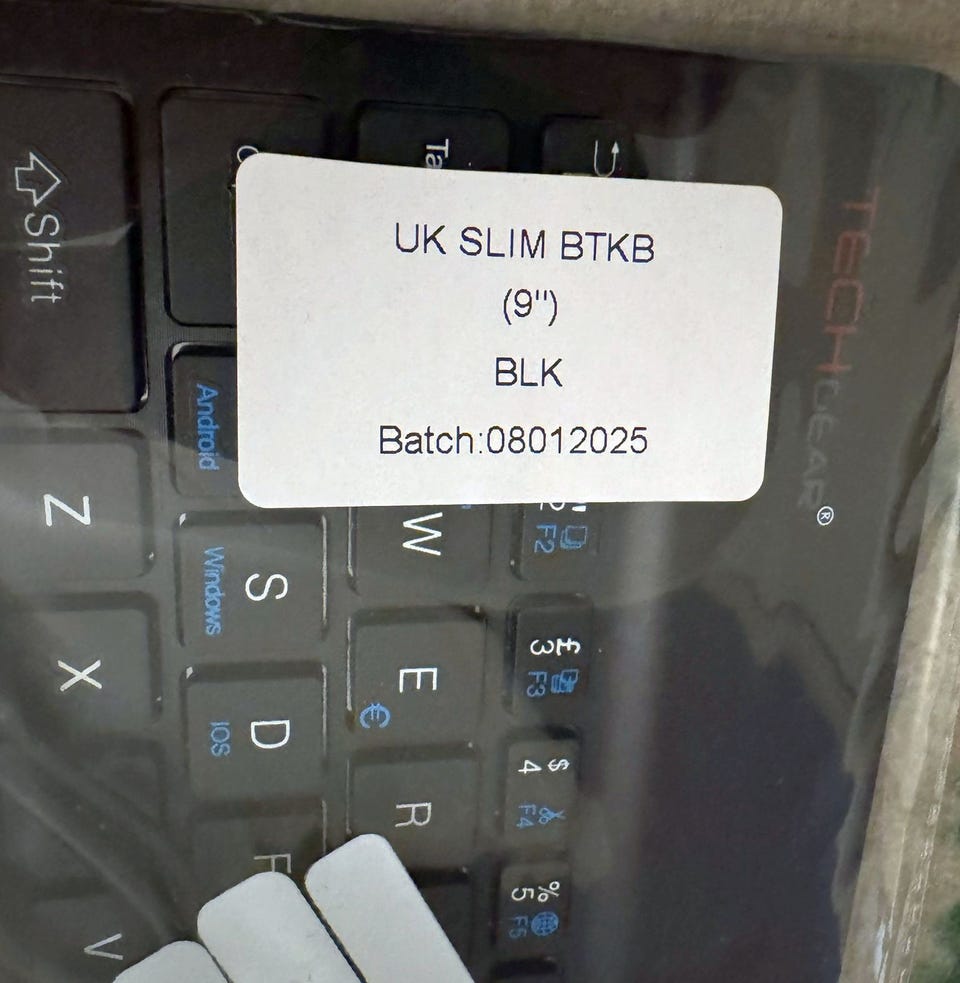 UK SLIM BTKB
(9")
BLK
Batch:08012025
TECHGEAR®
" F2
£ 3 F3
$ 4 F4
% 5 F5
W
E €
R
Android
S Windows
D IOS
F
Shift
Z
X
V